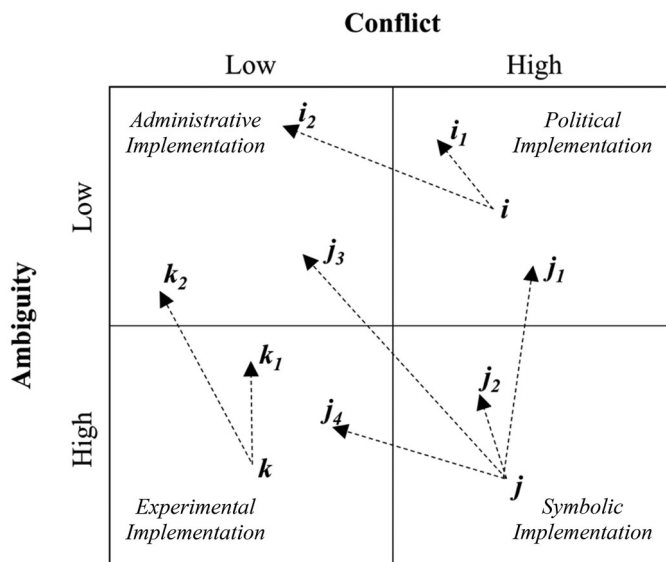 Conflict
Low
High
Administrative
Implementation
i2
i1
Political
Implementation
i
Low
Ambiguity
k2
j3
j1
k1
j2
j4
High
k
j
Experimental
Implementation
Symbolic
Implementation